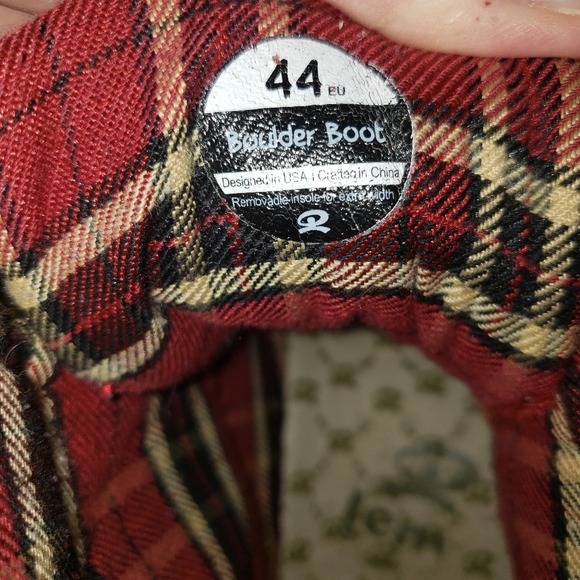 44 EU
Boulder Boot
Designed in USA | Crafted in China
Removable insole for extra width